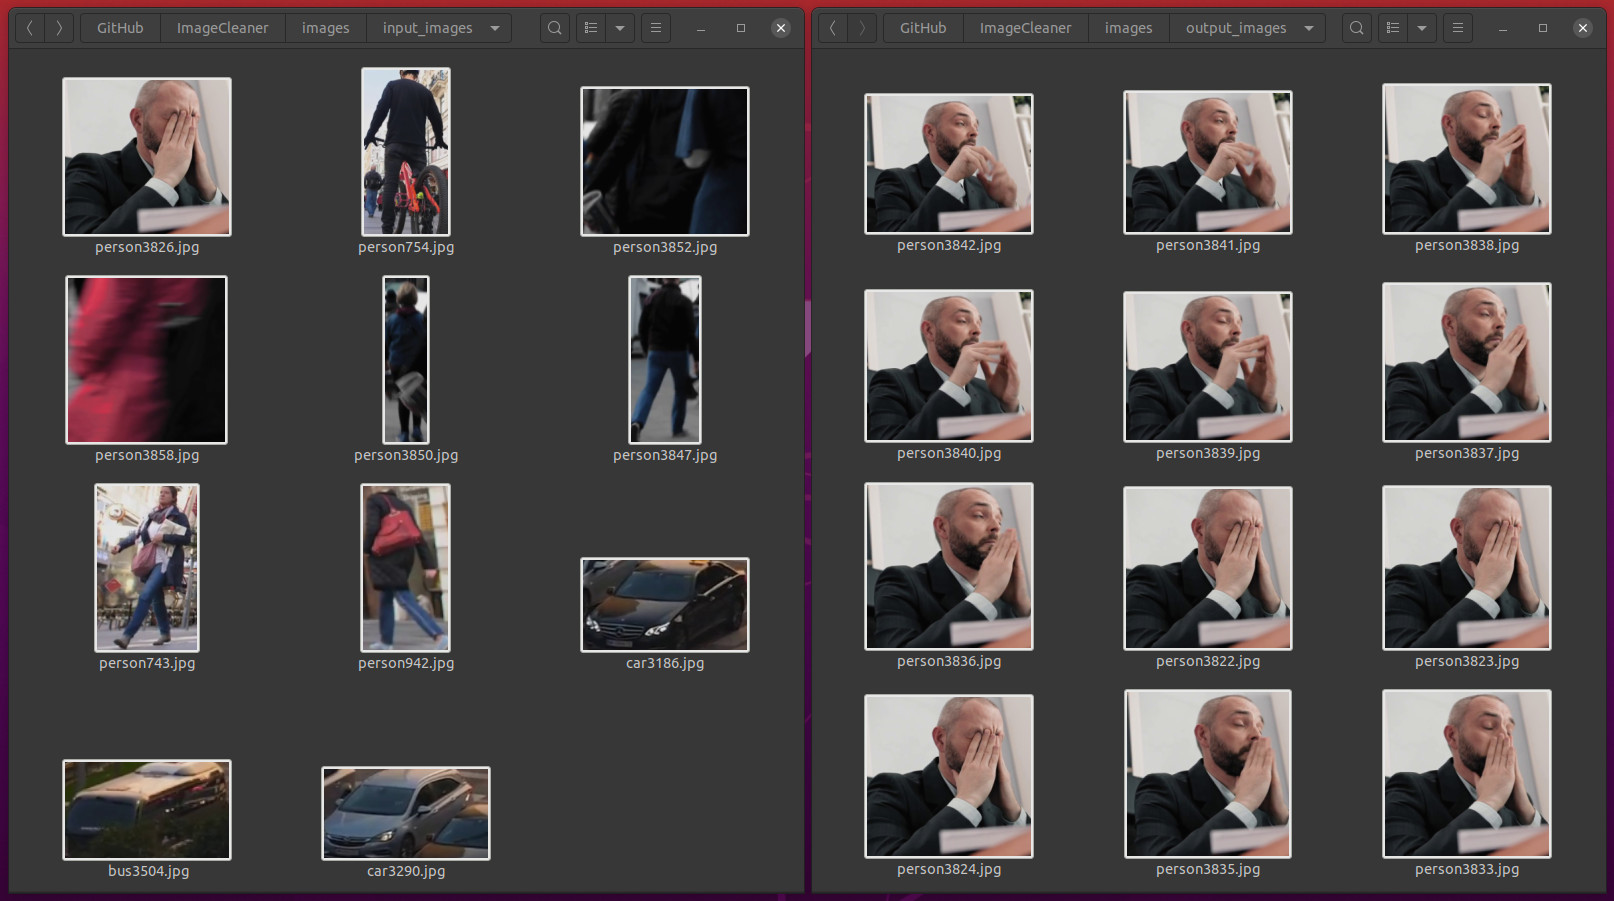 GitHub ImageCleaner images input_images
person3826.jpg person754.jpg person3852.jpg
person3858.jpg person3850.jpg person3847.jpg
person743.jpg person942.jpg car3186.jpg
bus3504.jpg car3290.jpg
GitHub ImageCleaner images output_images
person3842.jpg person3841.jpg person3838.jpg
person3840.jpg person3839.jpg person3837.jpg
person3836.jpg person3822.jpg person3823.jpg
person3824.jpg person3835.jpg person3833.jpg